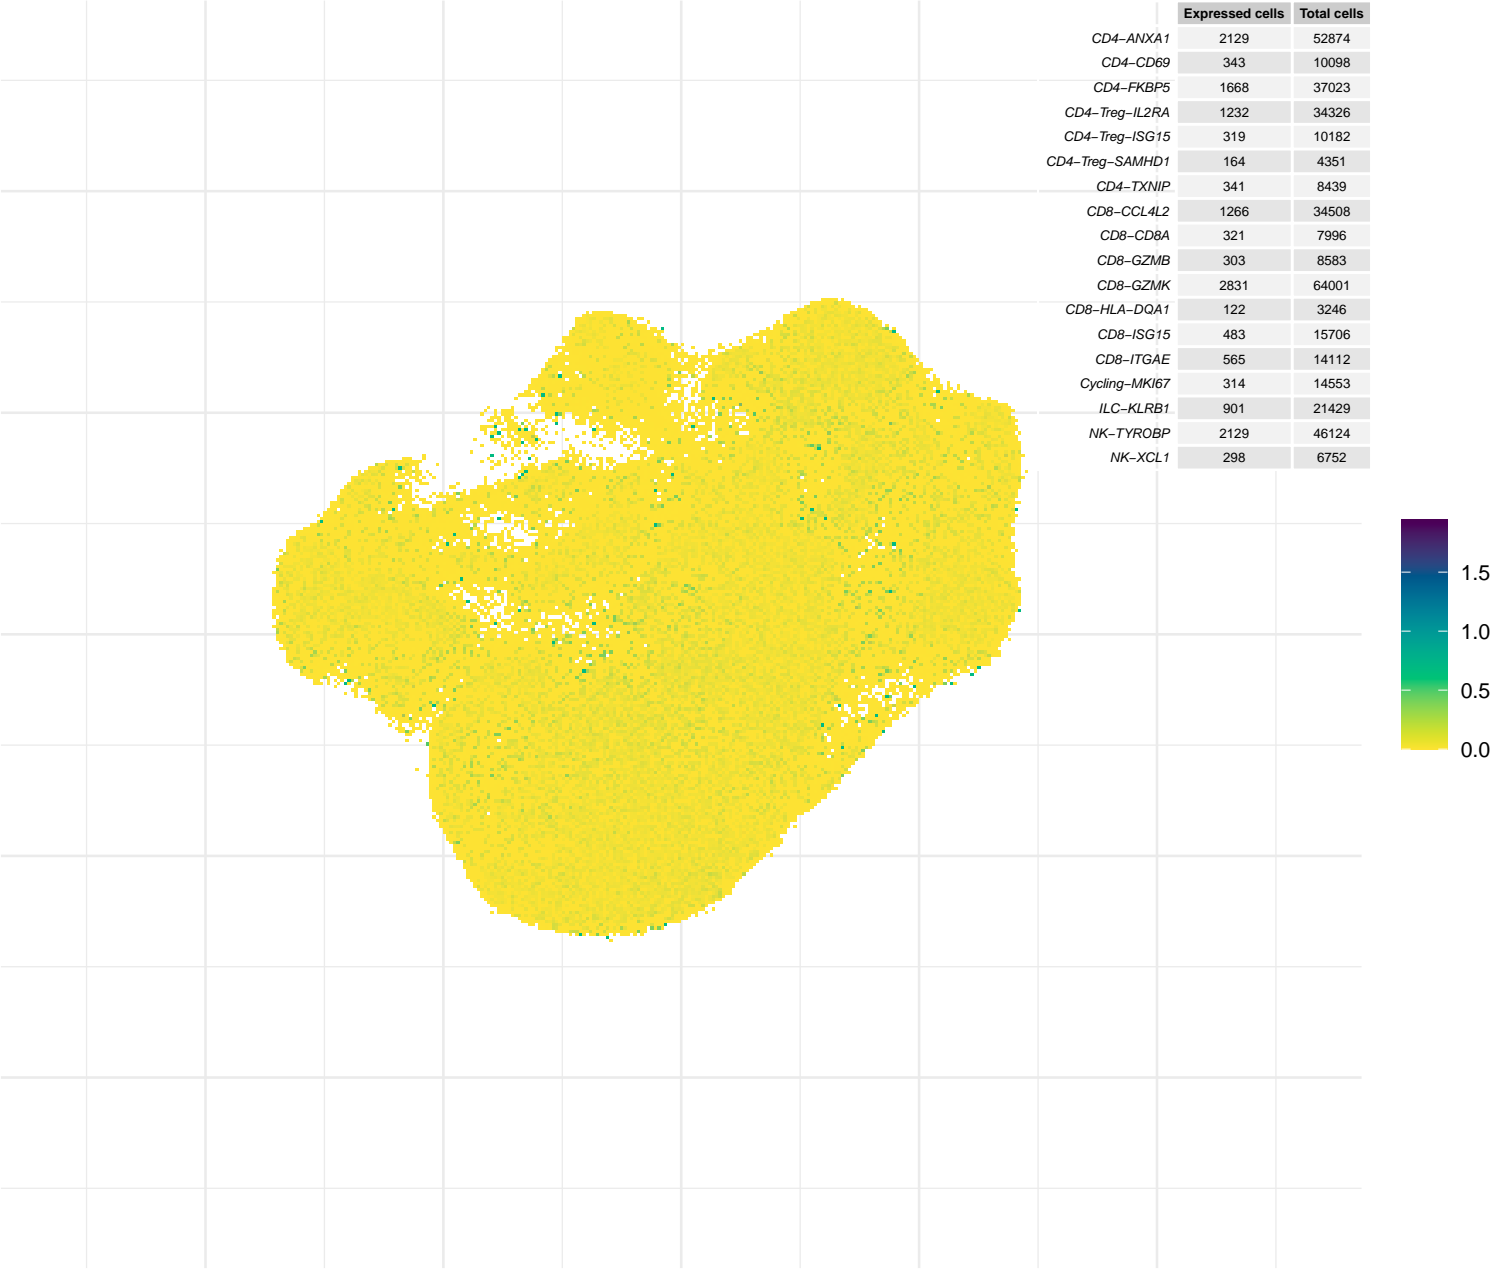 Expressed cells Total cells
CD4−ANXA1 2129 52874
CD4−CD69 343 10098
CD4−FKBP5 1668 37023
CD4−Treg−IL2RA 1232 34326
CD4−Treg−ISG15 319 10182
CD4−Treg−SAMHD1 164 4351
CD4−TXNIP 341 8439
CD8−CCL4L2 1266 34508
CD8−CD8A 321 7996
CD8−GZMB 303 8583
CD8−GZMK 2831 64001
CD8−HLA−DQA1 122 3246
CD8−ISG15 483 15706
CD8−ITGAE 565 14112
Cycling−MKI67 314 14553
ILC−KLRB1 901 21429
NK−TYROBP 2129 46124
NK−XCL1 298 6752
1.5
1.0
0.5
0.0